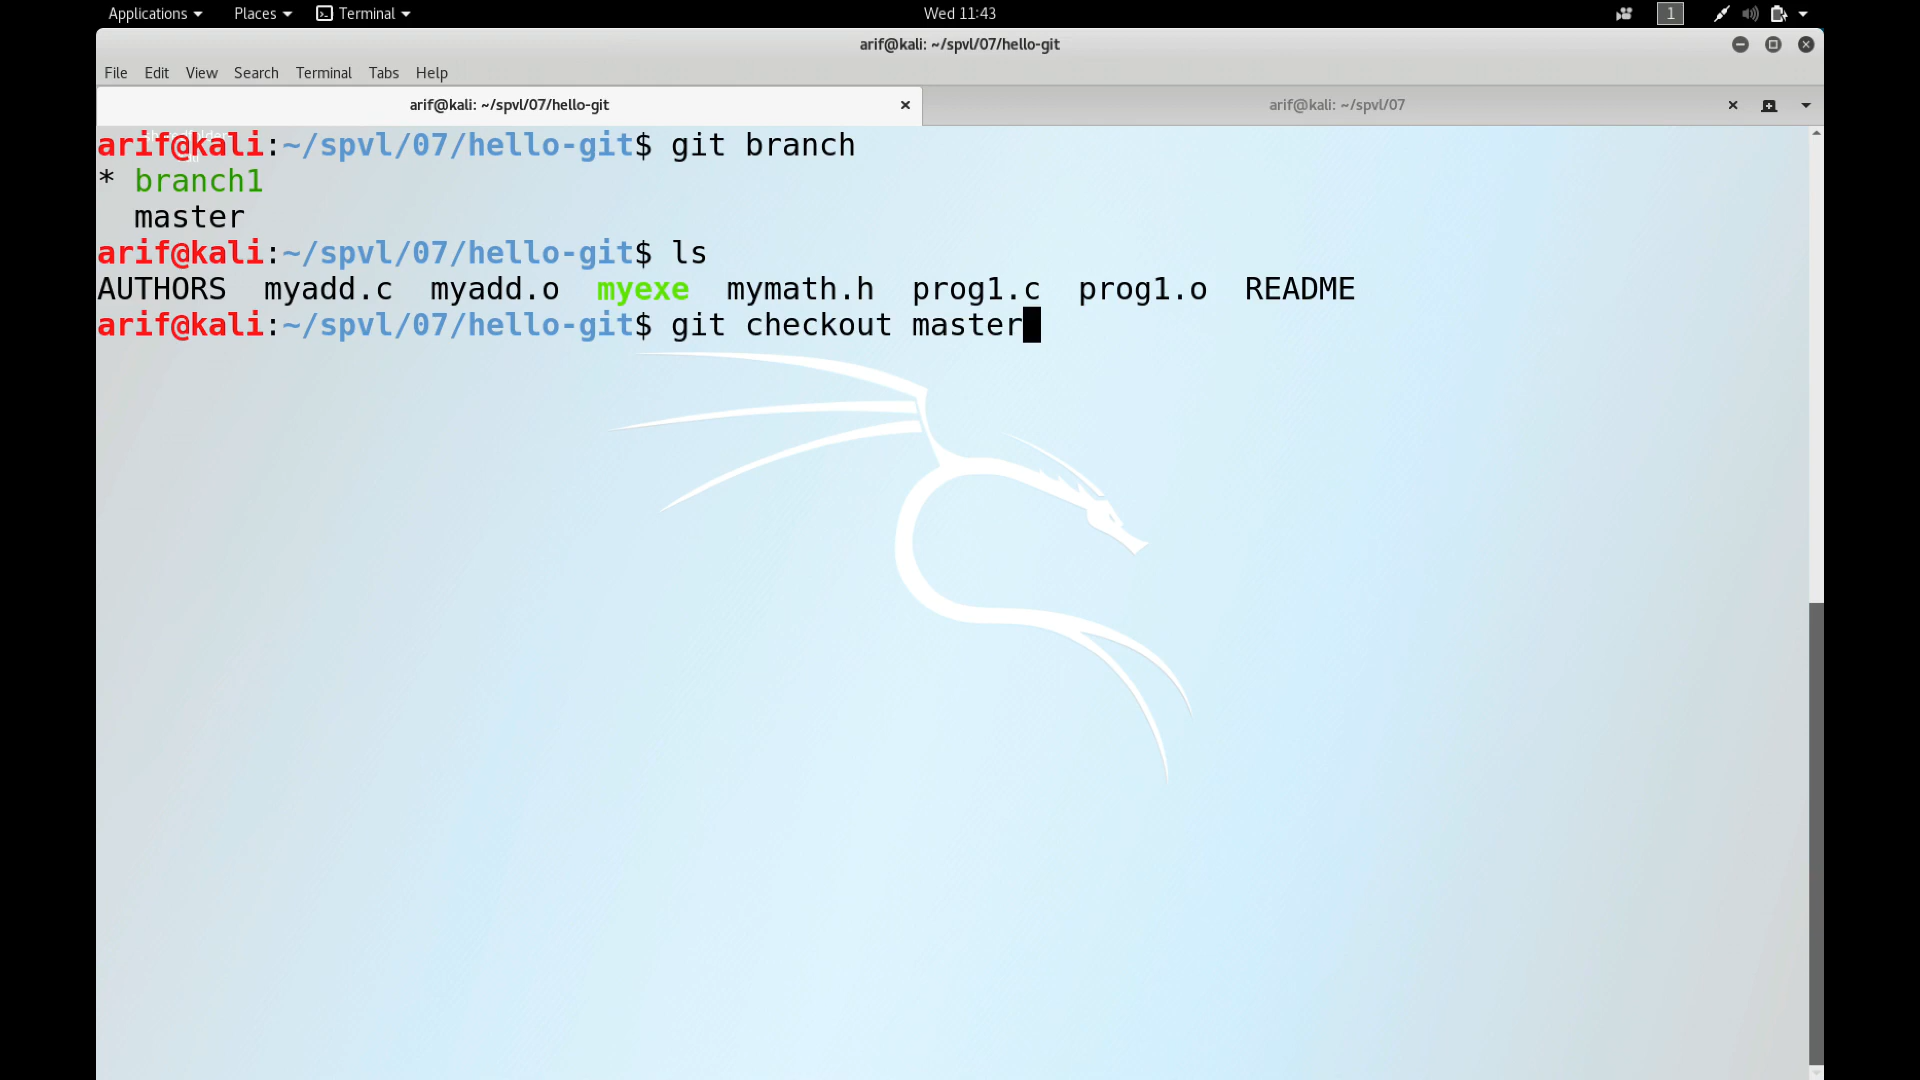 Applications Places Terminal Wed 11:43 1
arif@kali: ~/spvl/07/hello-git
File Edit View Search Terminal Tabs Help
arif@kali: ~/spvl/07/hello-git arif@kali: ~/spvl/07
arif@kali:~/spvl/07/hello-git$ git branch
* branch1
master
arif@kali:~/spvl/07/hello-git$ ls
AUTHORS myadd.c myadd.o myexe mymath.h prog1.c prog1.o README
arif@kali:~/spvl/07/hello-git$ git checkout master